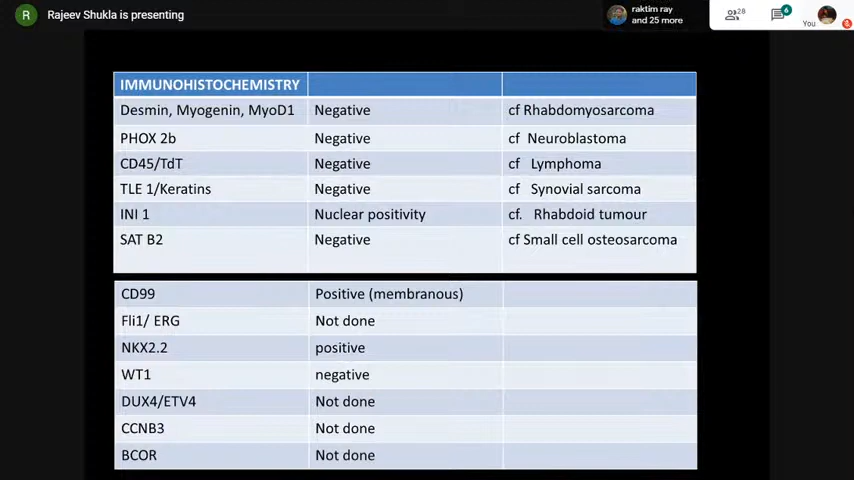 R Rajeev Shukla is presenting
raktim ray
and 25 more
28
6
You
IMMUNOHISTOCHEMISTRY
Desmin, Myogenin, MyoD1 Negative cf Rhabdomyosarcoma
PHOX 2b Negative cf Neuroblastoma
CD45/TdT Negative cf Lymphoma
TLE 1/Keratins Negative cf Synovial sarcoma
INI 1 Nuclear positivity cf. Rhabdoid tumour
SAT B2 Negative cf Small cell osteosarcoma
CD99 Positive (membranous)
Fli1/ ERG Not done
NKX2.2 positive
WT1 negative
DUX4/ETV4 Not done
CCNB3 Not done
BCOR Not done